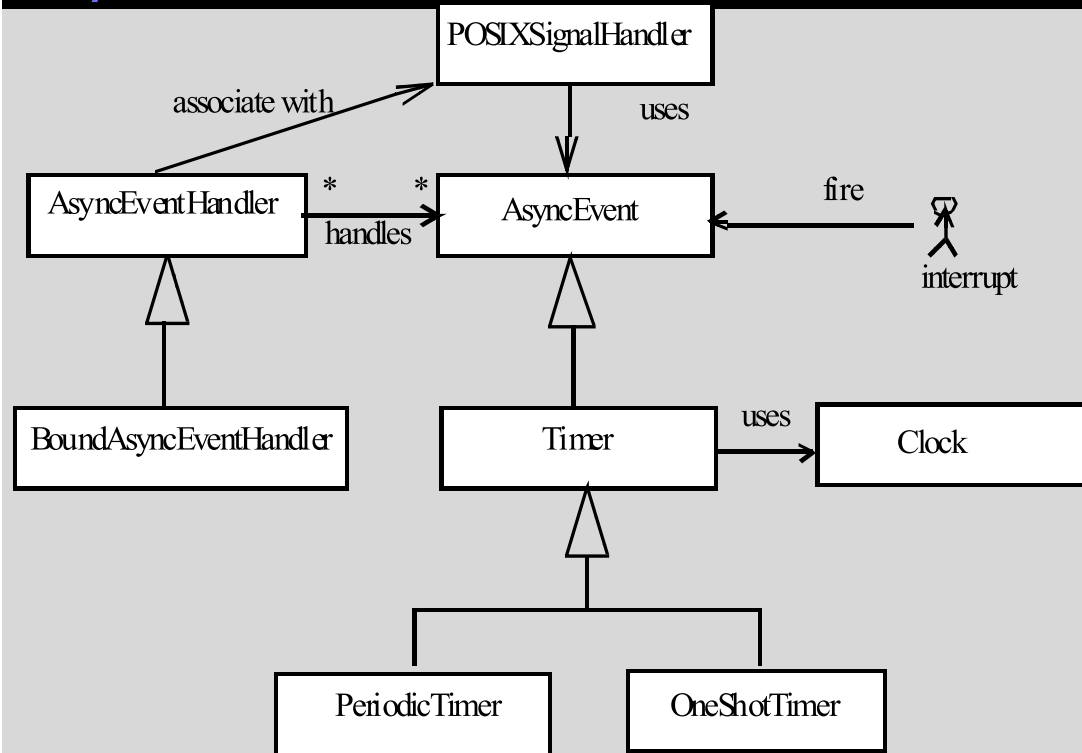 POSIXSignalHandler
associate with
uses
AsyncEventHandler
*
*
handles
AsyncEvent
fire
interrupt
BoundAsyncEventHandler
Timer
uses
Clock
PeriodicTimer
OneShotTimer